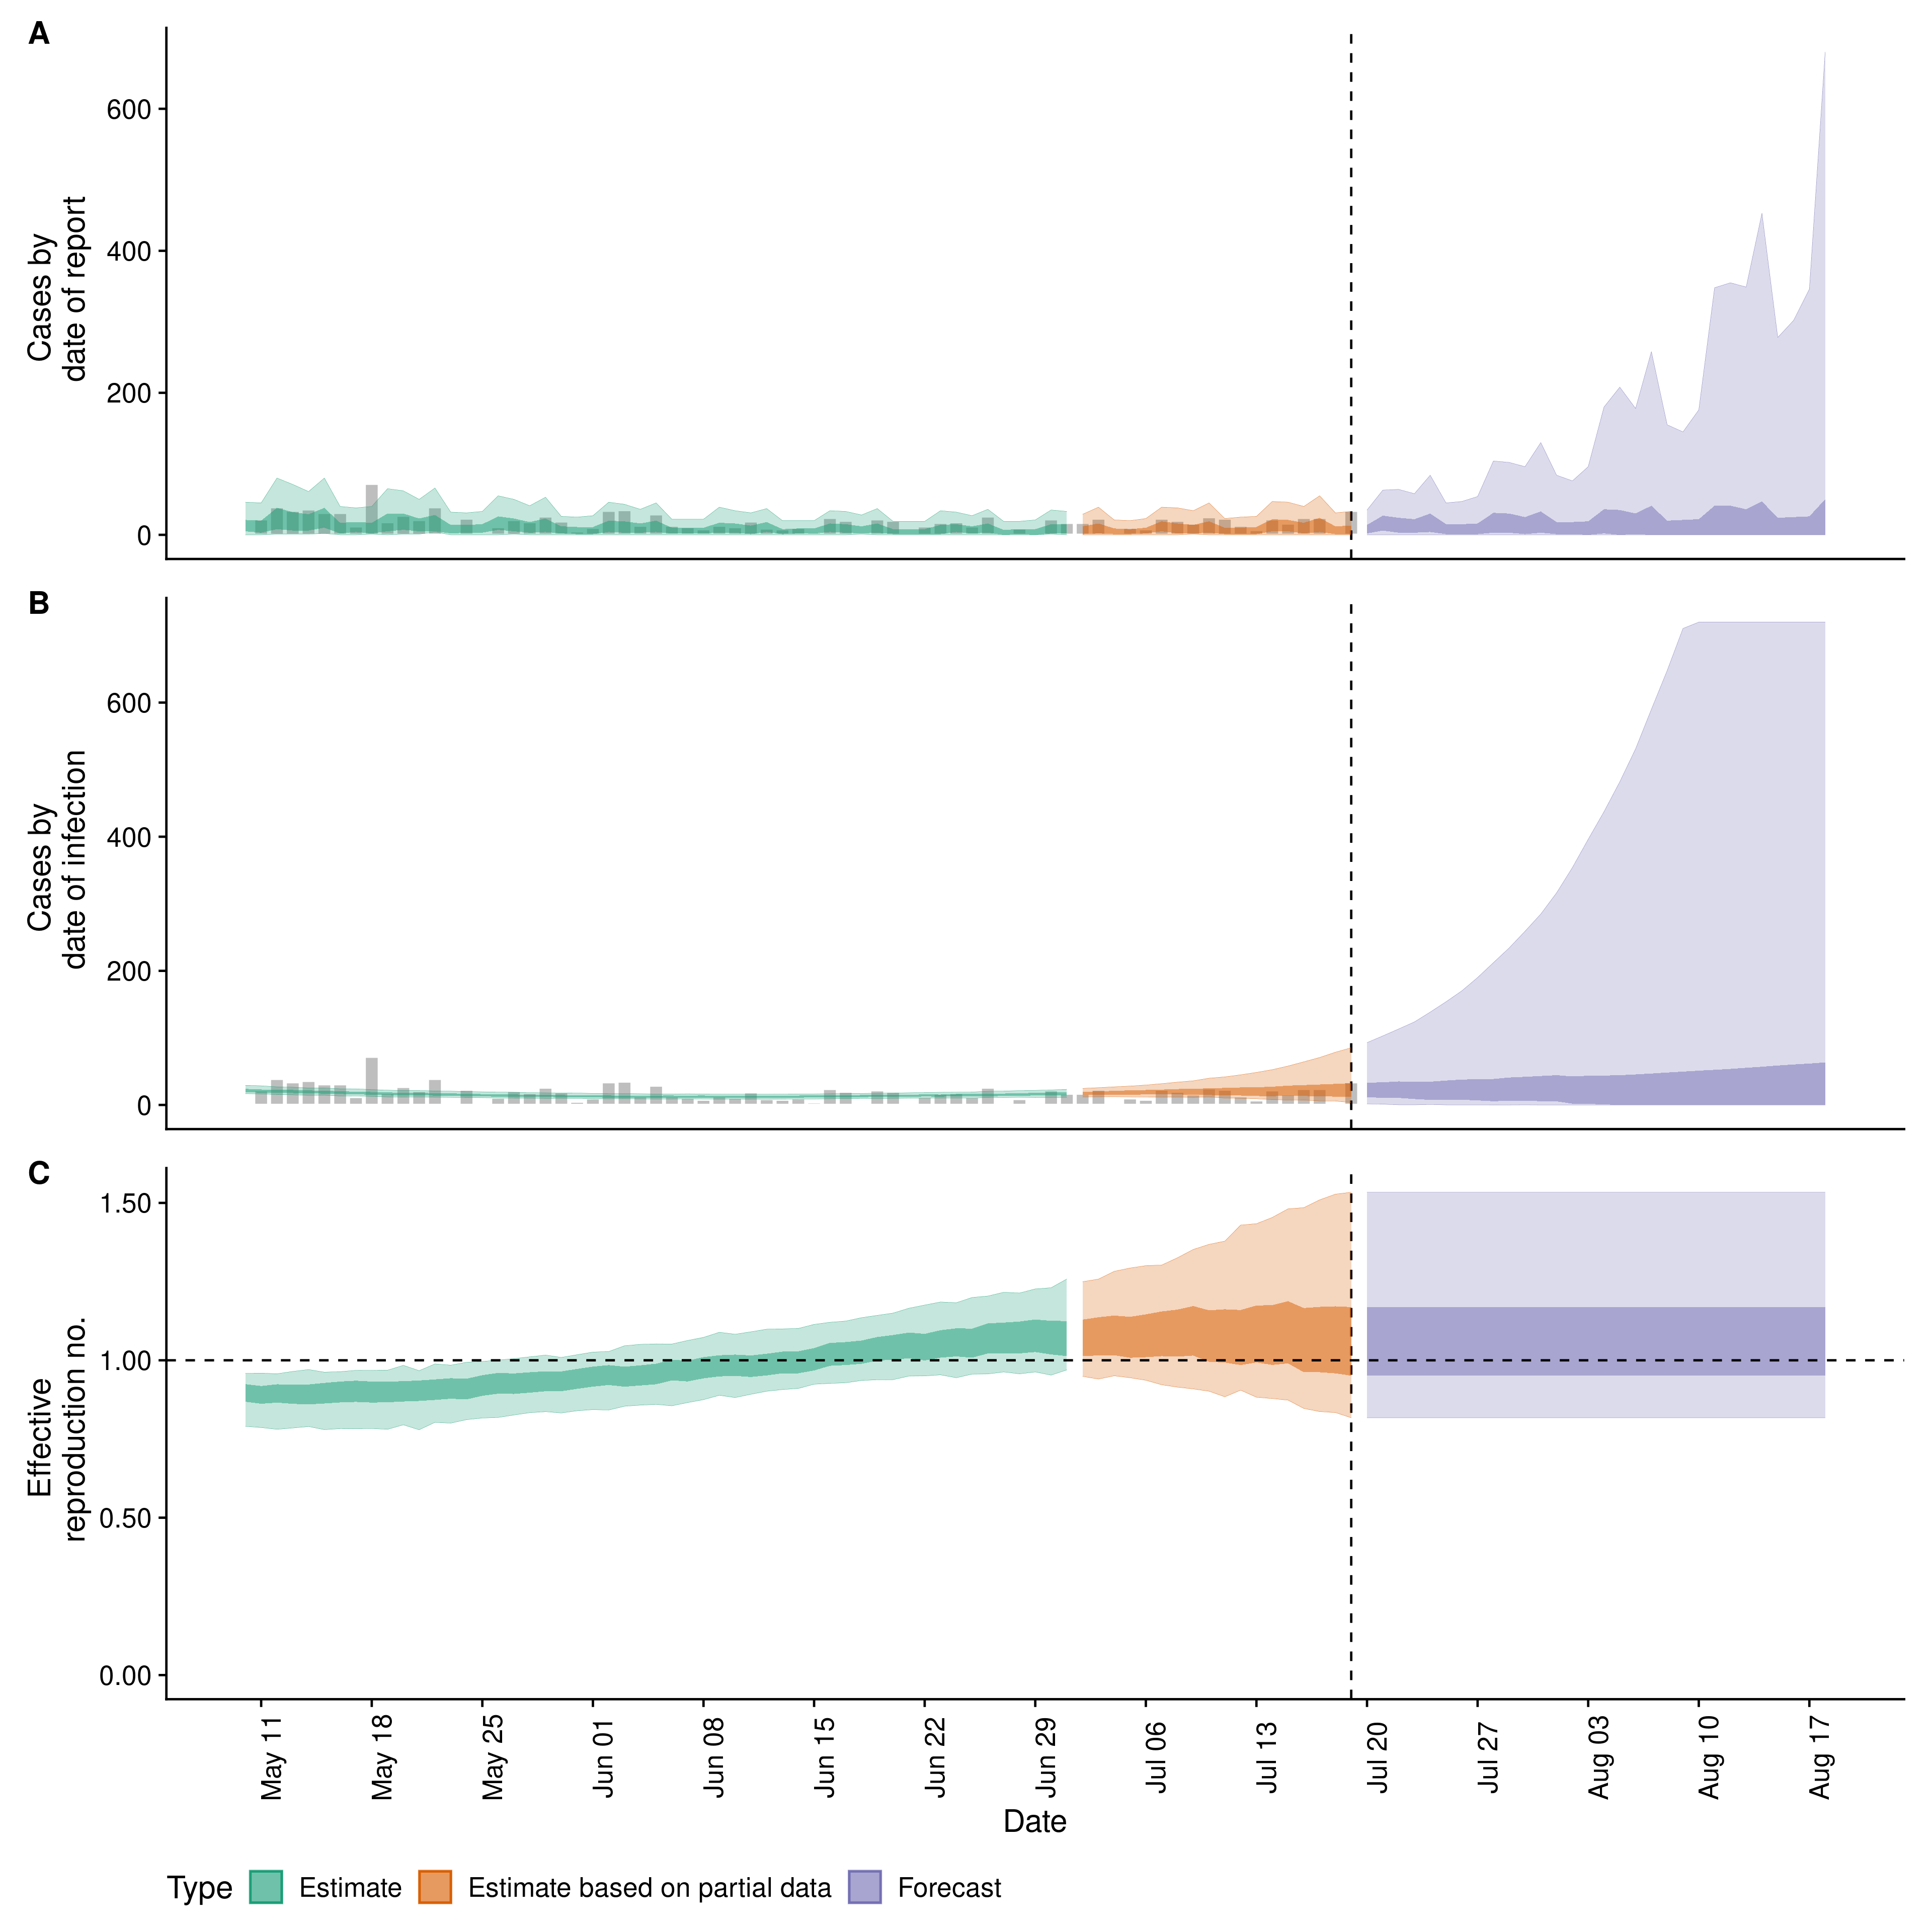 A
Cases by
date of report
600
400
200
0
B
Cases by
date of infection
600
400
200
0
C
Effective
reproduction no.
1.50
1.00
0.50
0.00
May 11
May 18
May 25
Jun 01
Jun 08
Jun 15
Jun 22
Jun 29
Jul 06
Jul 13
Jul 20
Jul 27
Aug 03
Aug 10
Aug 17
Date
Type
Estimate
Estimate based on partial data
Forecast